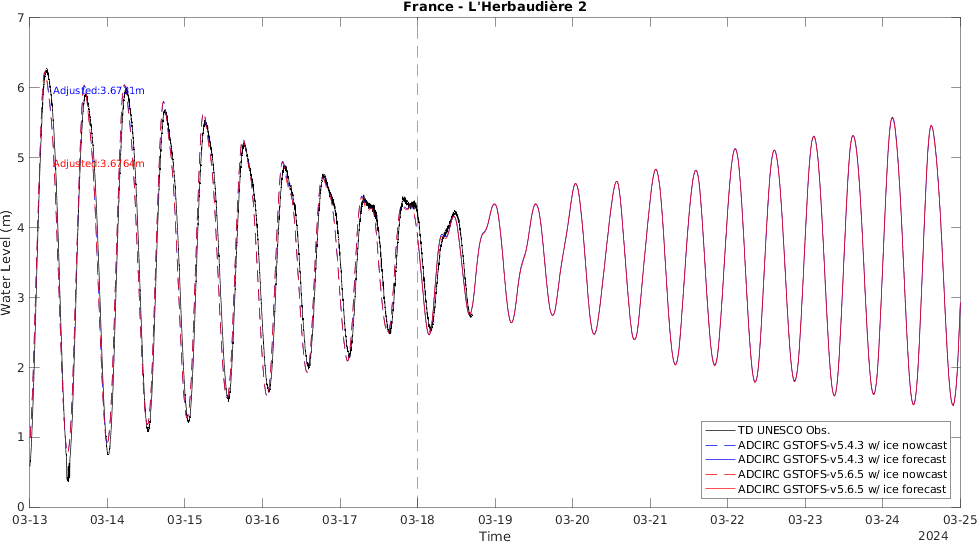 France - L'Herbaudière 2
7
6
5
4
3
2
1
0
Water Level (m)
Adjusted:3.6731m
Adjusted:3.6764m
TD UNESCO Obs.
ADCIRC GSTOFS-v5.4.3 w/ ice nowcast
ADCIRC GSTOFS-v5.4.3 w/ ice forecast
ADCIRC GSTOFS-v5.6.5 w/ ice nowcast
ADCIRC GSTOFS-v5.6.5 w/ ice forecast
03-13 03-14 03-15 03-16 03-17 03-18 03-19 03-20 03-21 03-22 03-23 03-24 03-25
Time
2024